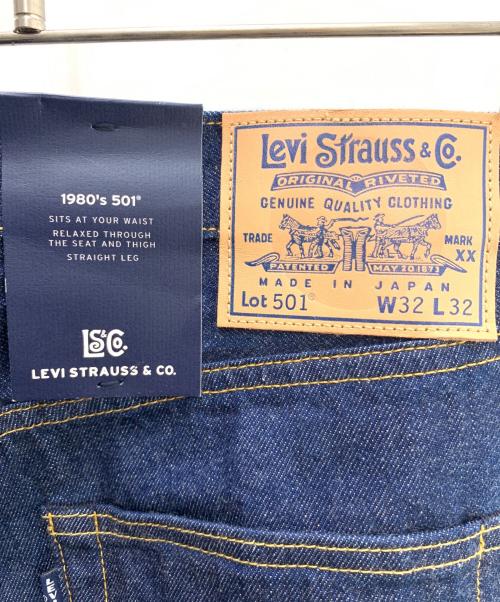 1980's 501®
SITS AT YOUR WAIST
RELAXED THROUGH
THE SEAT AND THIGH
STRAIGHT LEG
LS&Co.
LEVI STRAUSS & CO.
Levi Strauss & Co.
ORIGINAL RIVETED
GENUINE QUALITY CLOTHING
TRADE MARK
XX
PATENTED MAY 20 1873
MADE IN JAPAN
Lot 501® W32 L32